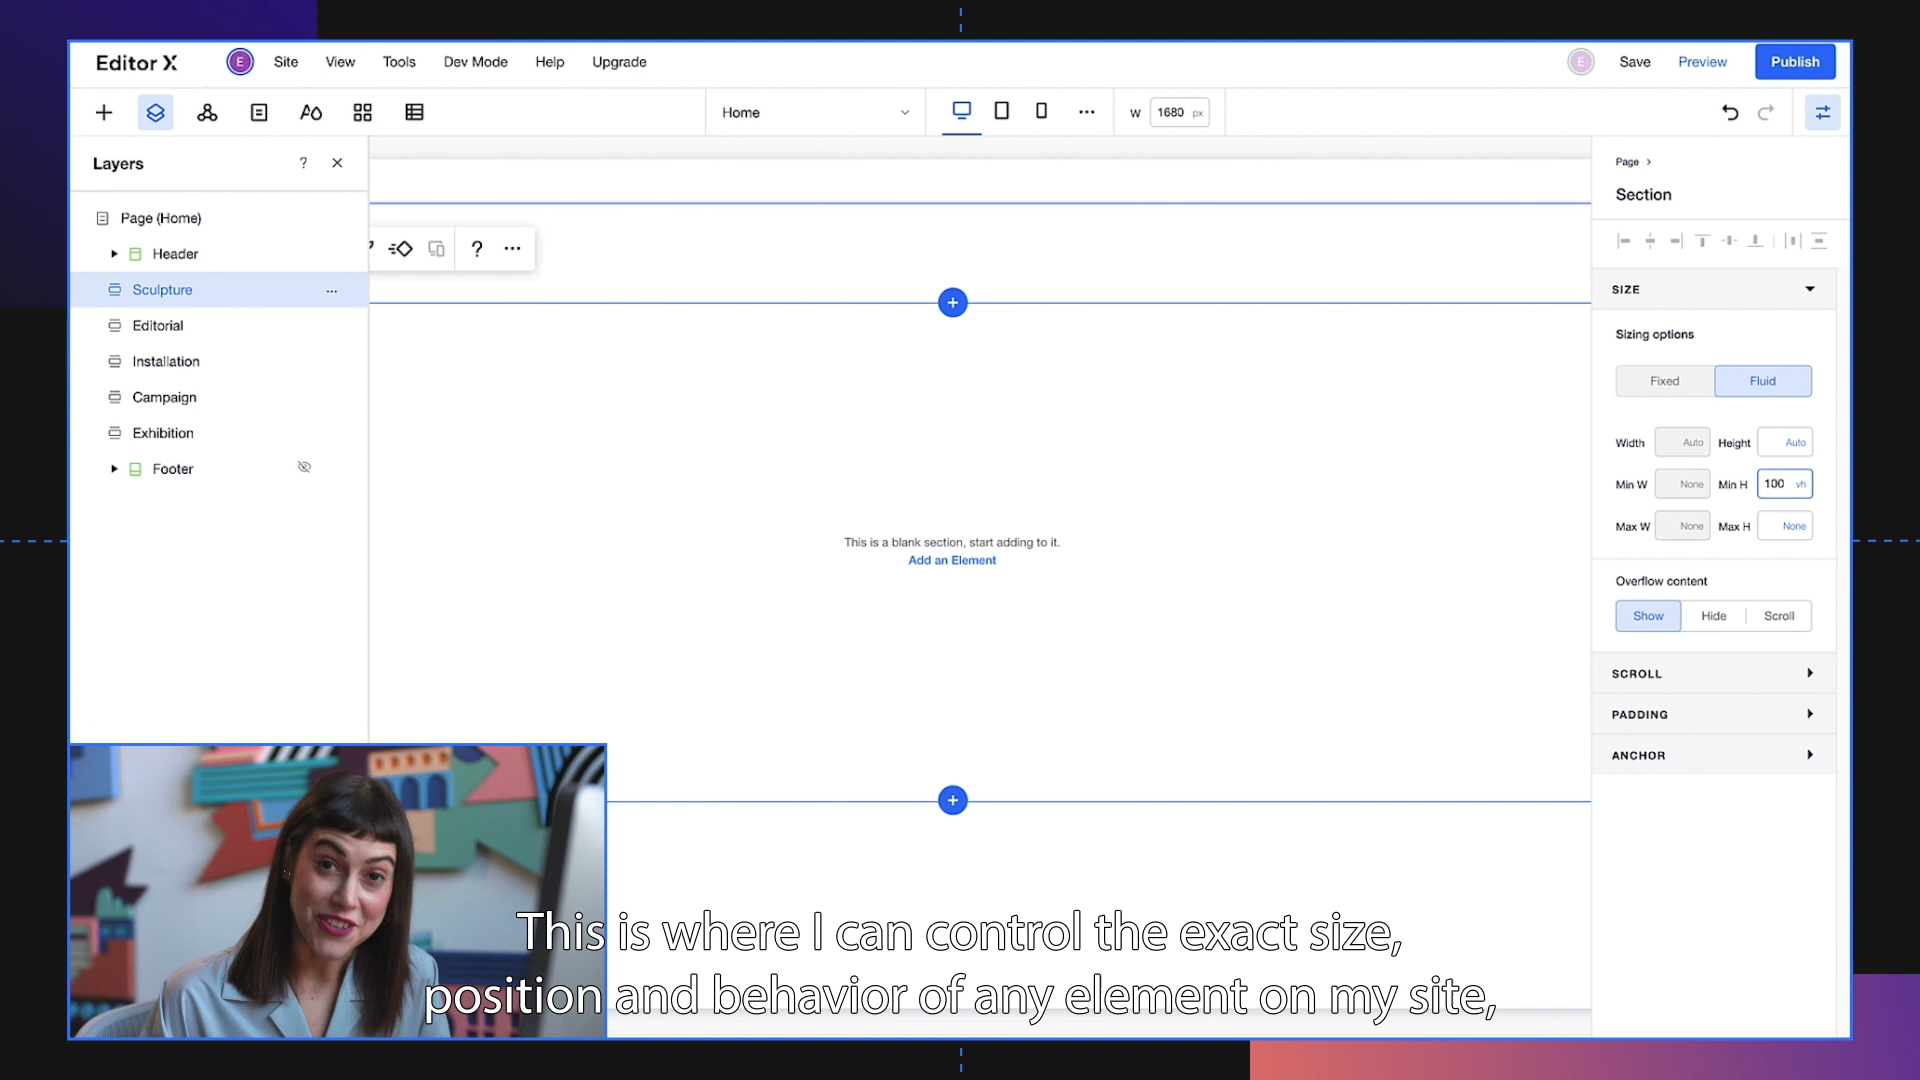 Editor X
E
Site
View
Tools
Dev Mode
Help
Upgrade
E
Save
Preview
Publish
Home
W
1680 px
Layers
?
Page (Home)
Header
Sculpture
Editorial
Installation
Campaign
Exhibition
Footer
?
This is a blank section, start adding to it.
Add an Element
Page
Section
SIZE
Sizing options
Fixed
Fluid
Width Auto Height Auto
Min W None Min H 100 vh
Max W None Max H None
Overflow content
Show
Hide
Scroll
SCROLL
PADDING
ANCHOR
This is where I can control the exact size,
position and behavior of any element on my site,